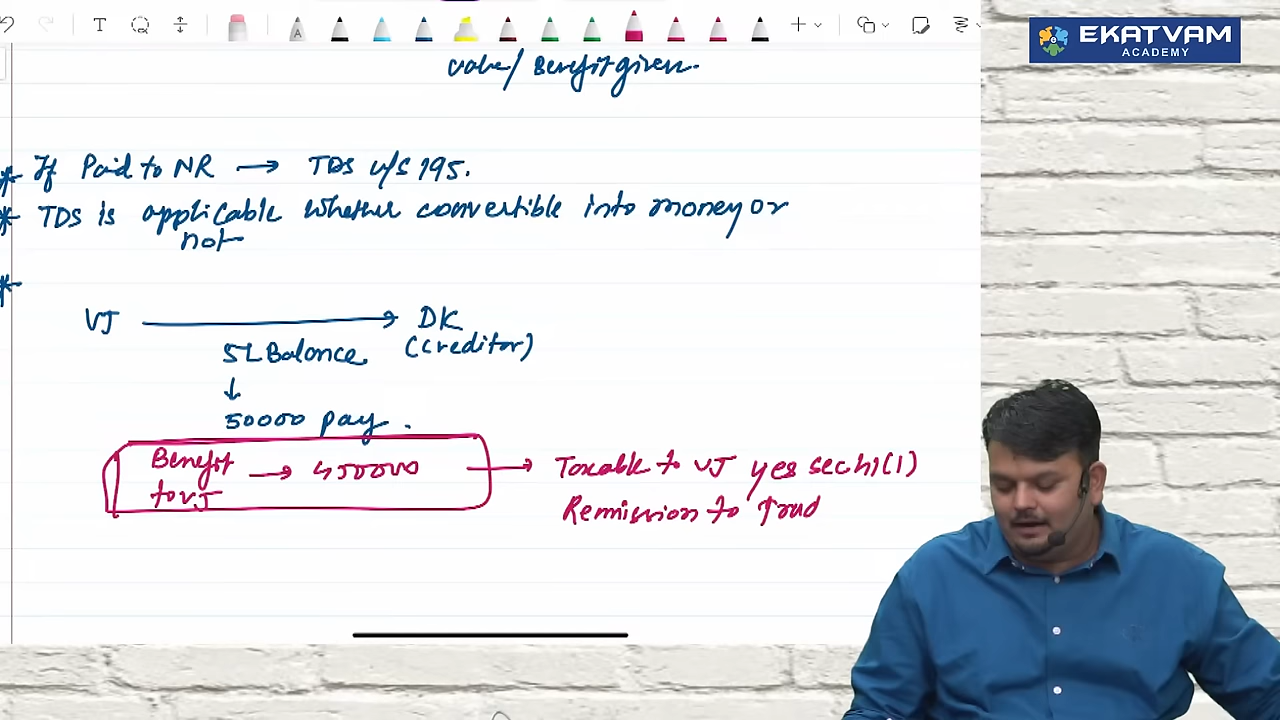 EKATVAM
ACADEMY
value/ Benefit given.
* If Paid to NR → TDS u/s 195.
* TDS is applicable whether convertible into money or
not
*
VJ → DK
5L Balance (Creditor)
↓
50000 pay.
Benefit → 450000 → Taxable to VJ yes sec 41(1)
to VJ Remission to Trad